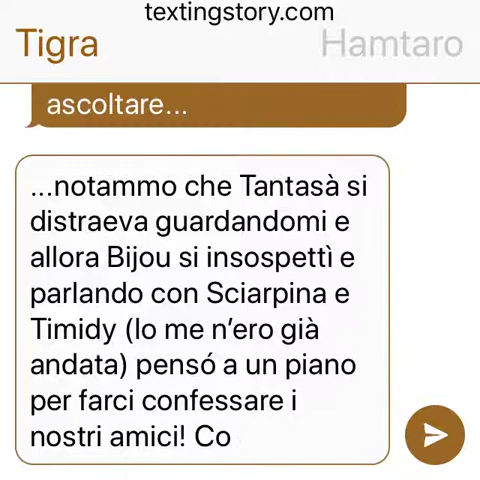 textingstory.com
Tigra Hamtaro
ascoltare...
...notammo che Tantasà si
distraeva guardandomi e
allora Bijou si insospettì e
parlando con Sciarpina e
Timidy (Io me n’ero già
andata) pensó a un piano
per farci confessare i
nostri amici! Co